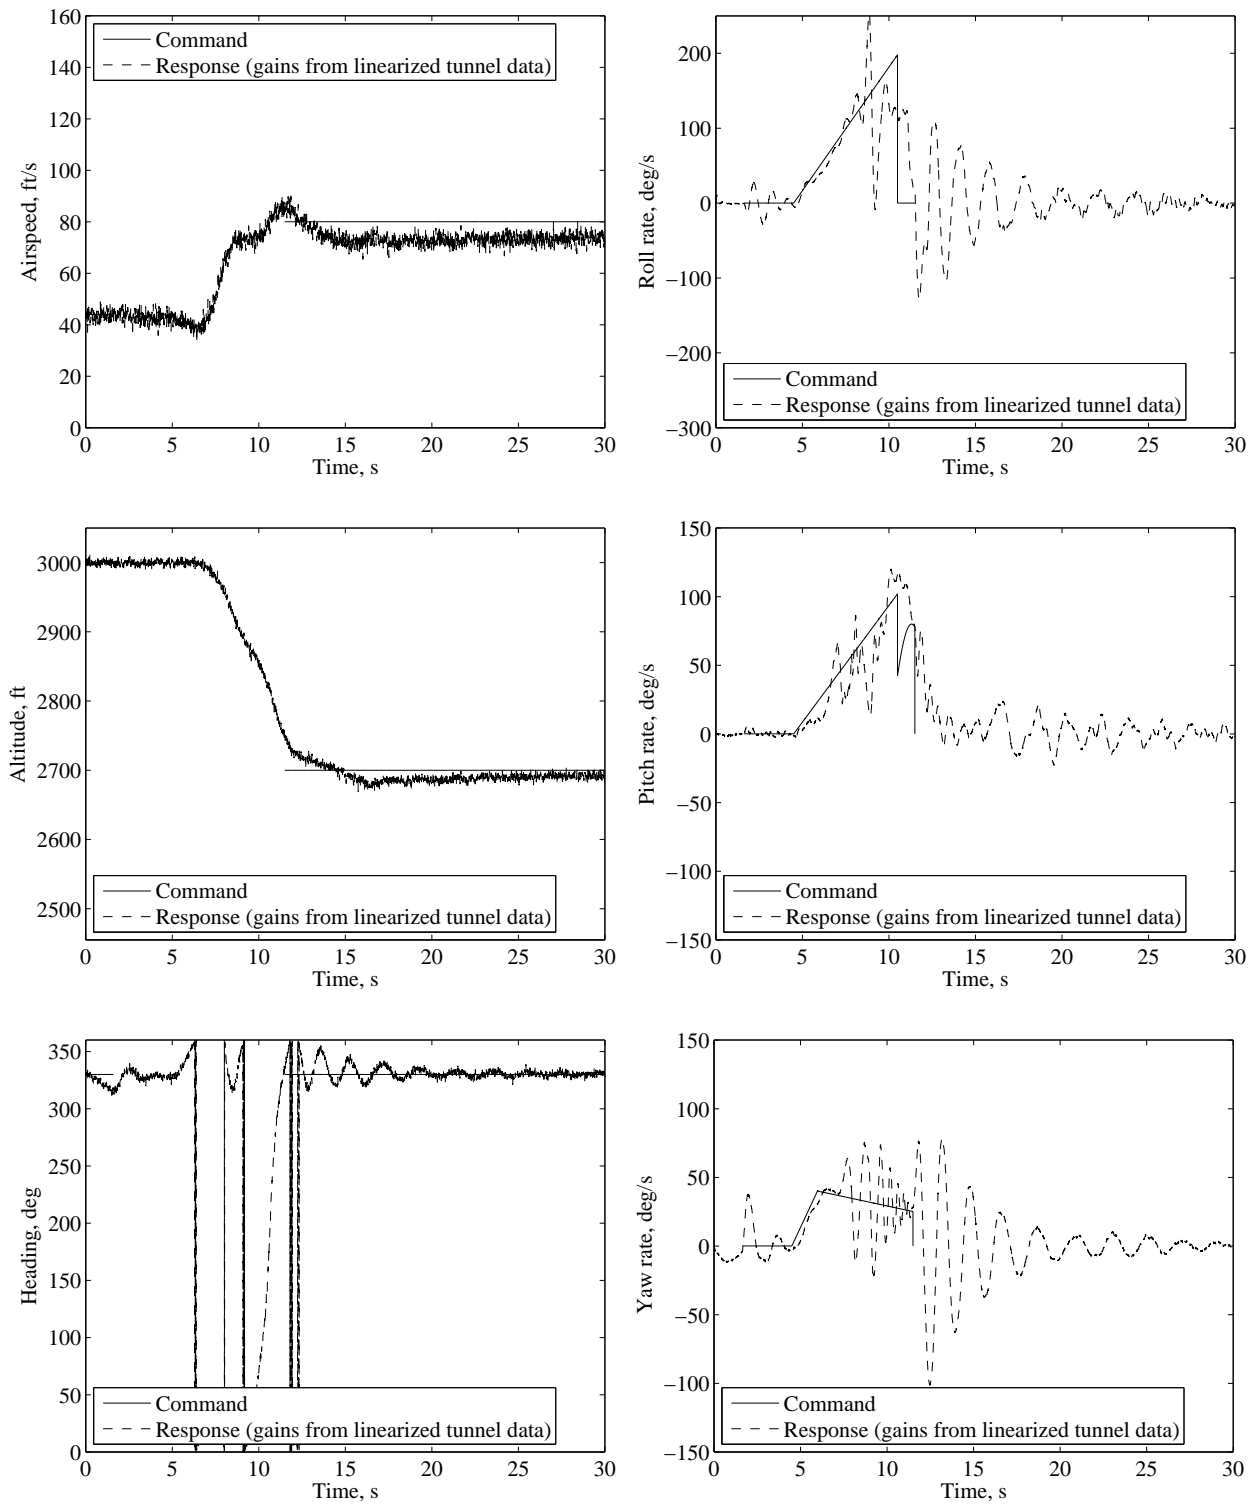 160
140
120
100
80
60
40
20
0
Airspeed, ft/s
Command
Response (gains from linearized tunnel data)
0 5 10 15 20 25 30
Time, s
200
100
0
−100
−200
−300
Roll rate, deg/s
Command
Response (gains from linearized tunnel data)
0 5 10 15 20 25 30
Time, s
3000
2900
2800
2700
2600
2500
Altitude, ft
Command
Response (gains from linearized tunnel data)
0 5 10 15 20 25 30
Time, s
150
100
50
0
−50
−100
−150
Pitch rate, deg/s
Command
Response (gains from linearized tunnel data)
0 5 10 15 20 25 30
Time, s
350
300
250
200
150
100
50
0
Heading, deg
Command
Response (gains from linearized tunnel data)
0 5 10 15 20 25 30
Time, s
150
100
50
0
−50
−100
−150
Yaw rate, deg/s
Command
Response (gains from linearized tunnel data)
0 5 10 15 20 25 30
Time, s